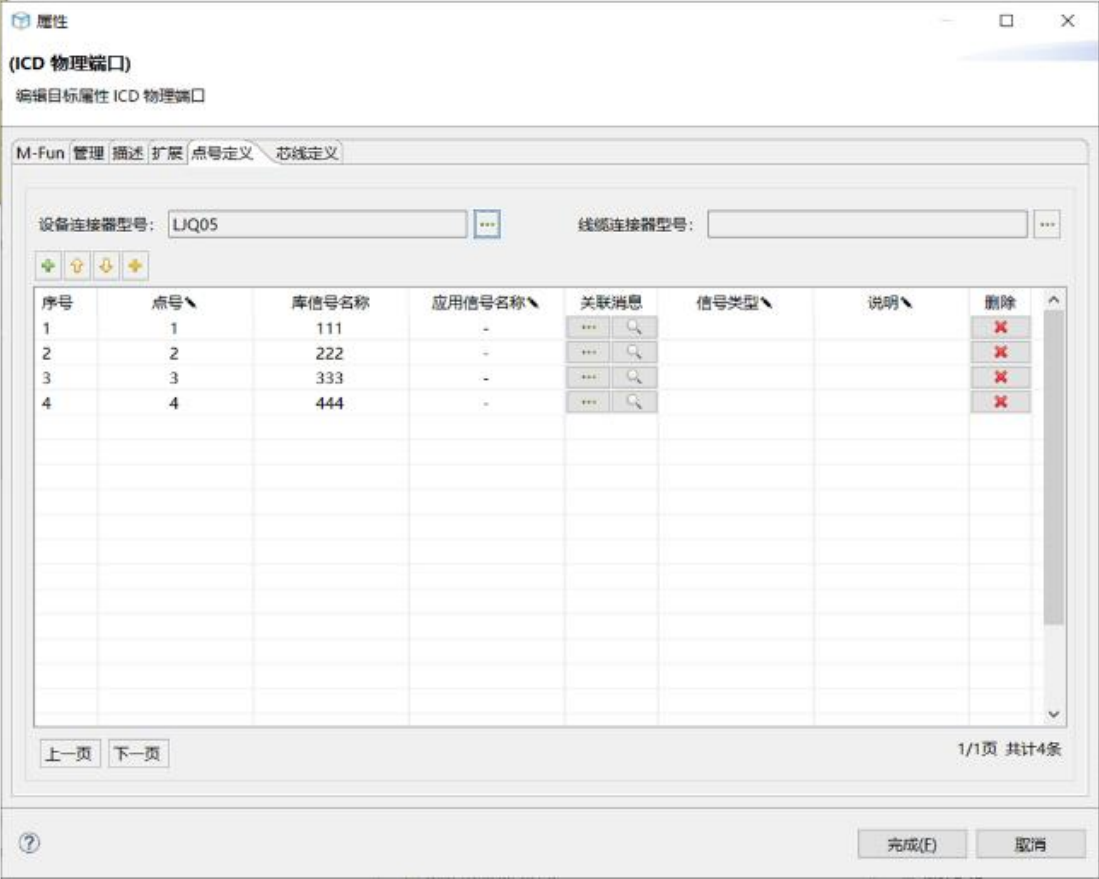 属性
(ICD 物理端口)
编辑目标属性 ICD 物理端口
M-Fun 管理 描述 扩展 点号定义 芯线定义
设备连接器型号: LJQ05 ... 线缆连接器型号: ...
序号 点号 库信号名称 应用信号名称 关联消息 信号类型 说明 删除
1 1 111 - ...
2 2 222 - ...
3 3 333 - ...
4 4 444 - ...
上一页 下一页 1/1页 共计4条
? 完成(F) 取消